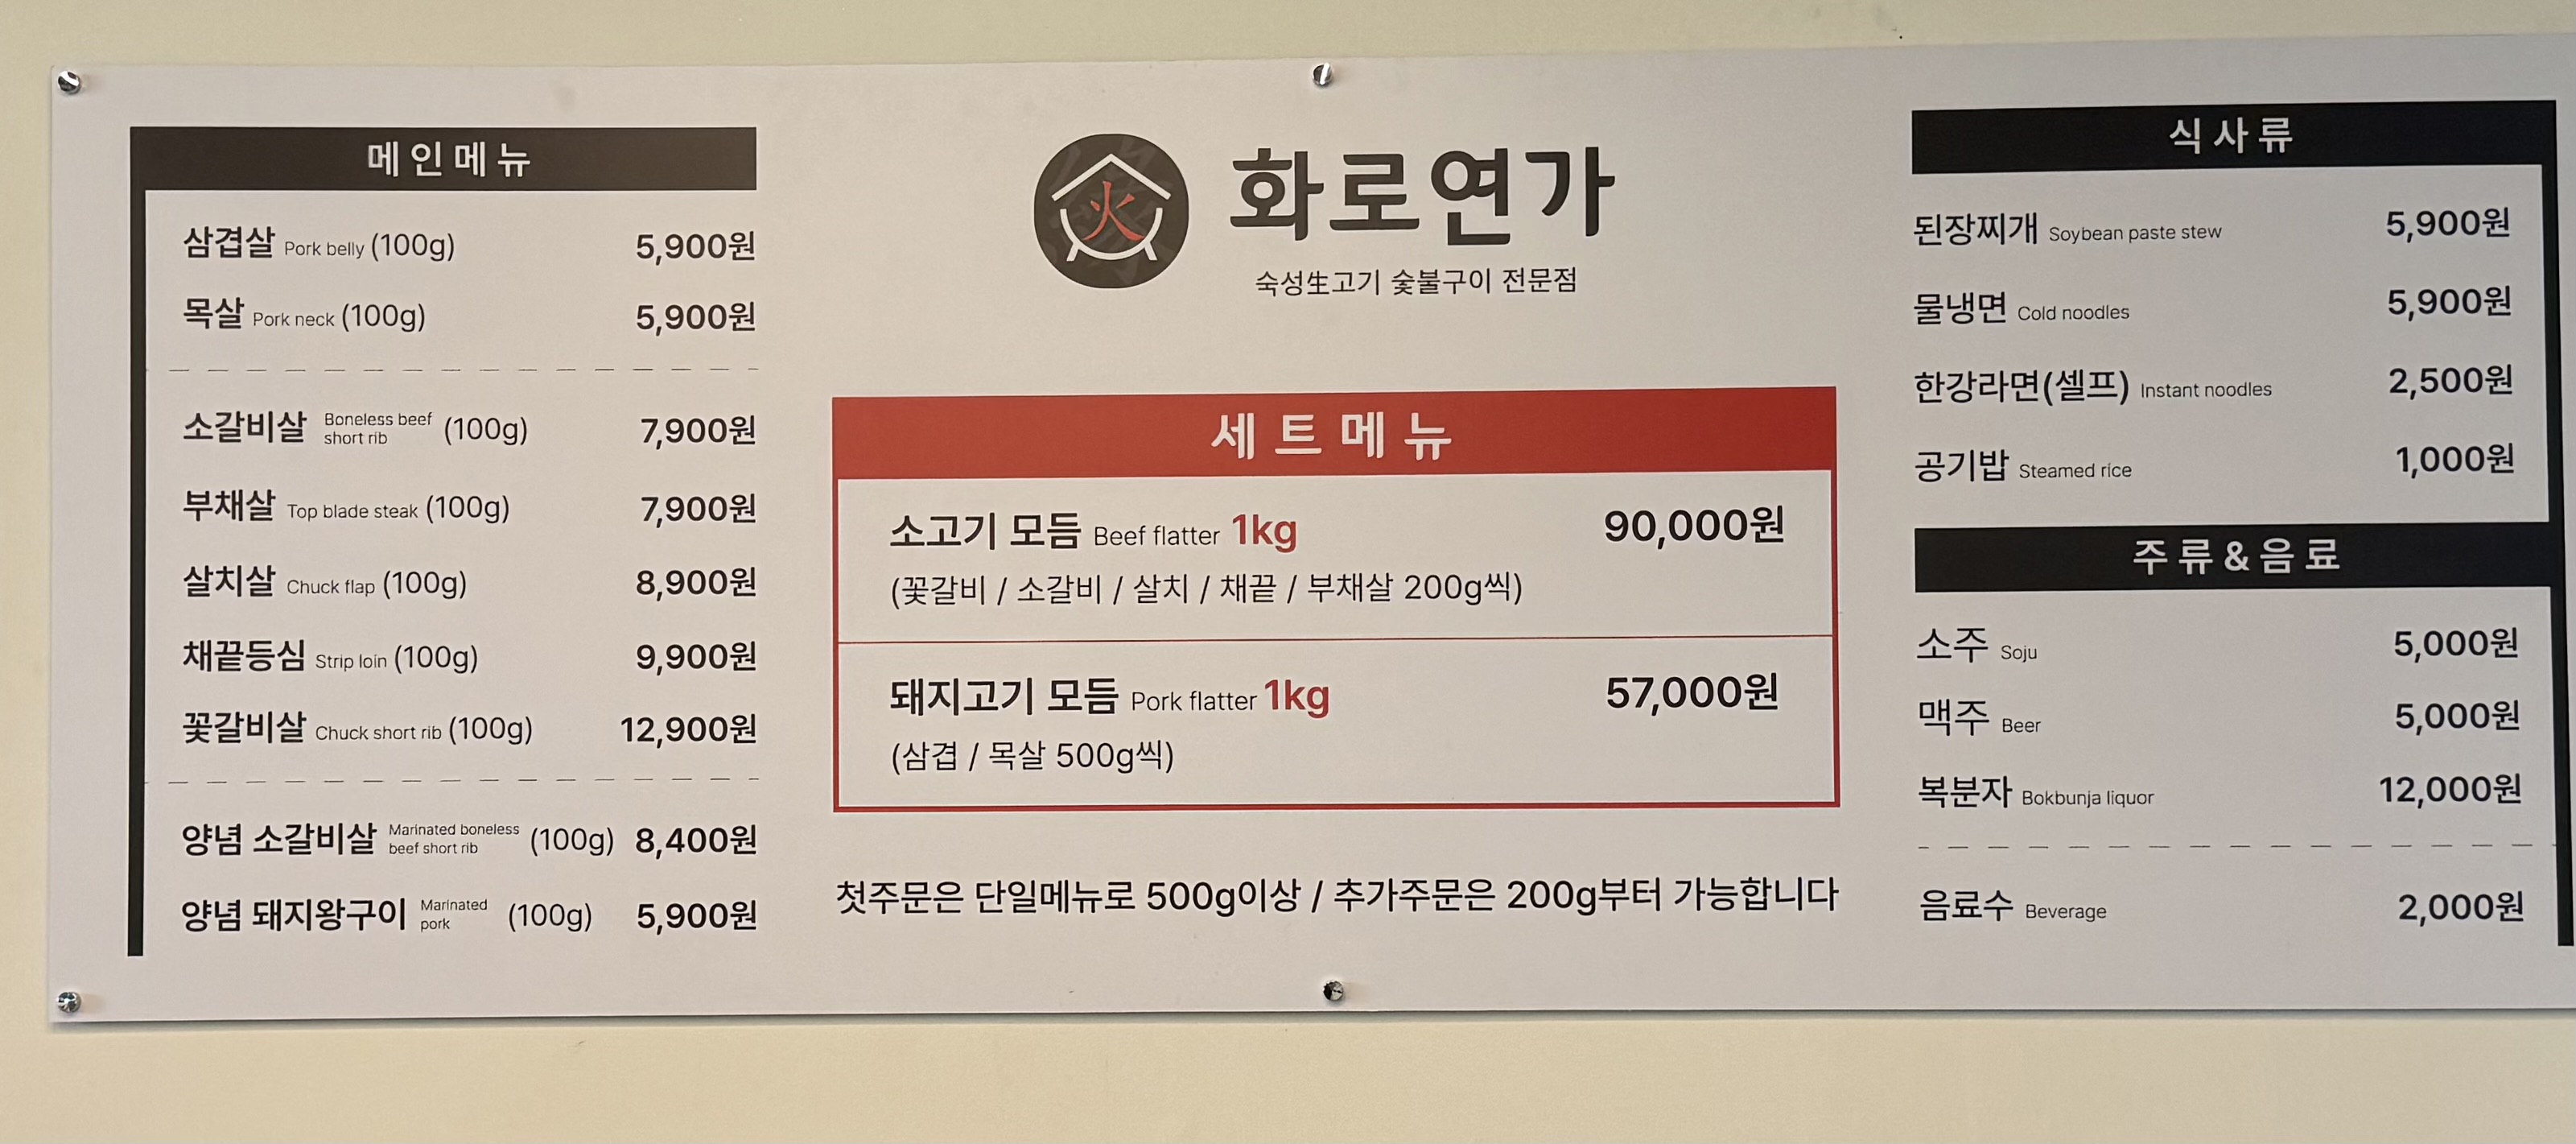 메인메뉴
삼겹살 Pork belly (100g) 5,900원
목살 Pork neck (100g) 5,900원
소갈비살 Boneless beef short rib (100g) 7,900원
부채살 Top blade steak (100g) 7,900원
살치살 Chuck flap (100g) 8,900원
채끝등심 Strip loin (100g) 9,900원
꽃갈비살 Chuck short rib (100g) 12,900원
양념 소갈비살 Marinated boneless beef short rib (100g) 8,400원
양념 돼지왕구이 Marinated pork (100g) 5,900원
火
화로연가
숙성生고기 숯불구이 전문점
세트메뉴
소고기 모듬 Beef flatter 1kg 90,000원
(꽃갈비 / 소갈비 / 살치 / 채끝 / 부채살 200g씩)
돼지고기 모듬 Pork flatter 1kg 57,000원
(삼겹 / 목살 500g씩)
첫주문은 단일메뉴로 500g이상 / 추가주문은 200g부터 가능합니다
식사류
된장찌개 Soybean paste stew 5,900원
물냉면 Cold noodles 5,900원
한강라면(셀프) Instant noodles 2,500원
공기밥 Steamed rice 1,000원
주류&음료
소주 Soju 5,000원
맥주 Beer 5,000원
복분자 Bokbunja liquor 12,000원
음료수 Beverage 2,000원